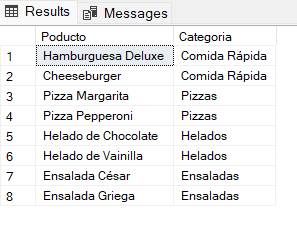 Results Messages
Poducto Categoria
1 Hamburguesa Deluxe Comida Rápida
2 Cheeseburger Comida Rápida
3 Pizza Margarita Pizzas
4 Pizza Pepperoni Pizzas
5 Helado de Chocolate Helados
6 Helado de Vainilla Helados
7 Ensalada César Ensaladas
8 Ensalada Griega Ensaladas